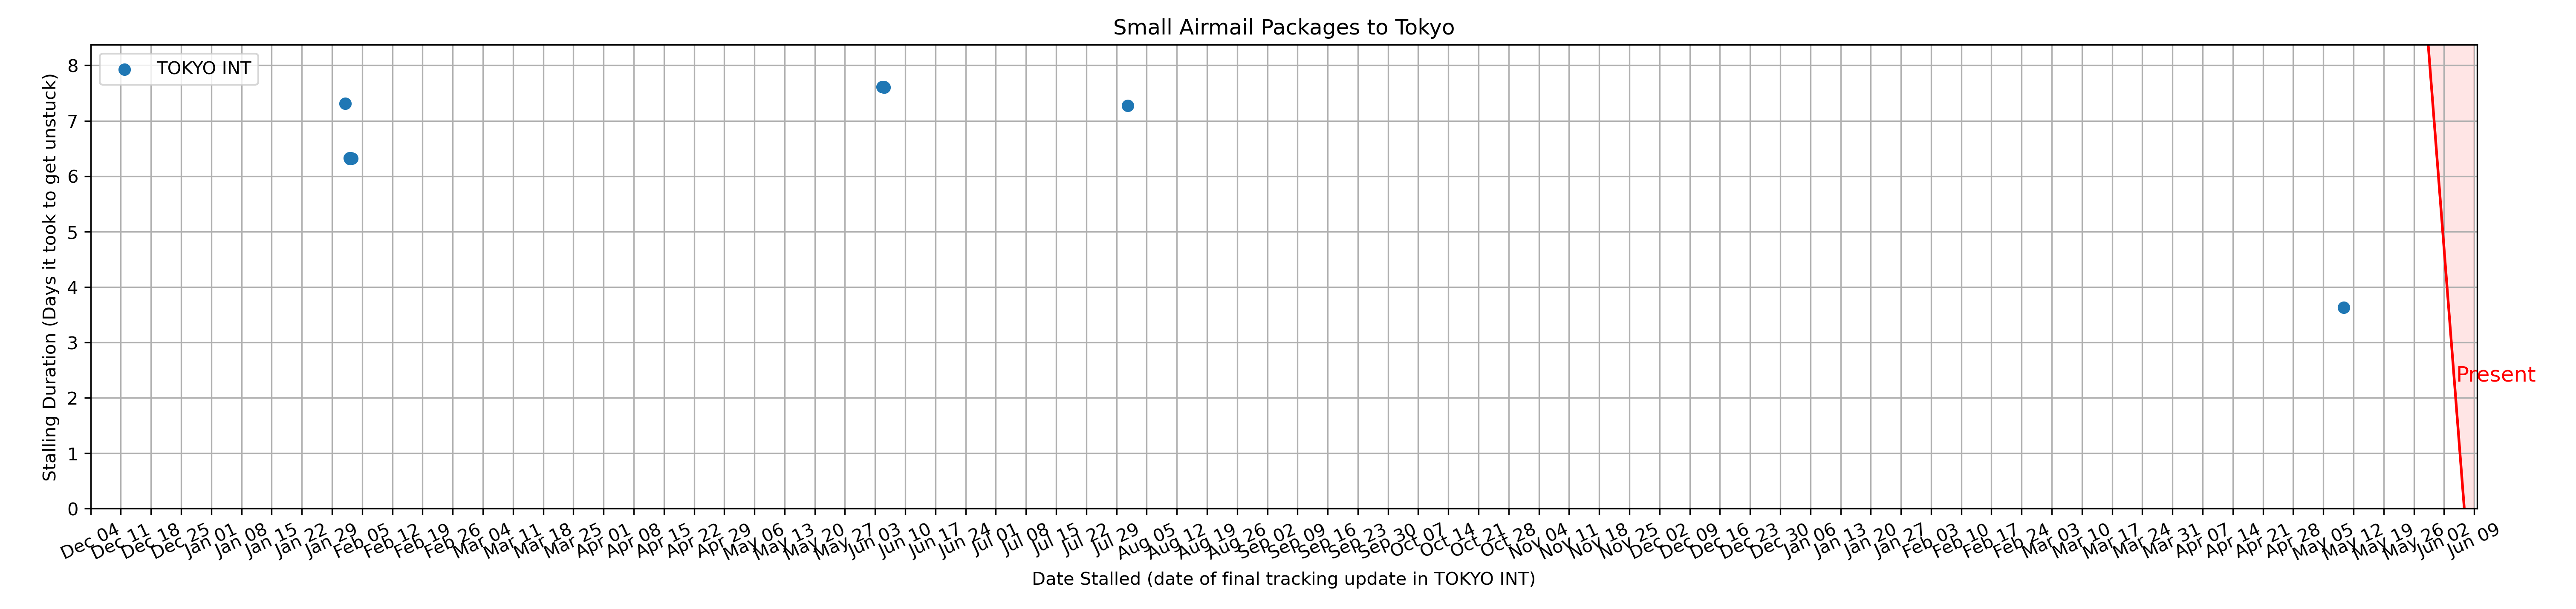 Small Airmail Packages to Tokyo
TOKYO INT
Stalling Duration (Days it took to get unstuck)
8
7
6
5
4
3
2
1
0
Present
Dec 04
Dec 11
Dec 18
Dec 25
Jan 01
Jan 08
Jan 15
Jan 22
Jan 29
Feb 05
Feb 12
Feb 19
Feb 26
Mar 04
Mar 11
Mar 18
Mar 25
Apr 01
Apr 08
Apr 15
Apr 22
Apr 29
May 06
May 13
May 20
May 27
Jun 03
Jun 10
Jun 17
Jun 24
Jul 01
Jul 08
Jul 15
Jul 22
Jul 29
Aug 05
Aug 12
Aug 19
Aug 26
Sep 02
Sep 09
Sep 16
Sep 23
Sep 30
Oct 07
Oct 14
Oct 21
Oct 28
Nov 04
Nov 11
Nov 18
Nov 25
Dec 02
Dec 09
Dec 16
Dec 23
Dec 30
Jan 06
Jan 13
Jan 20
Jan 27
Feb 03
Feb 10
Feb 17
Feb 24
Mar 03
Mar 10
Mar 17
Mar 24
Mar 31
Apr 07
Apr 14
Apr 21
Apr 28
May 05
May 12
May 19
May 26
Jun 02
Jun 09
Date Stalled (date of final tracking update in TOKYO INT)